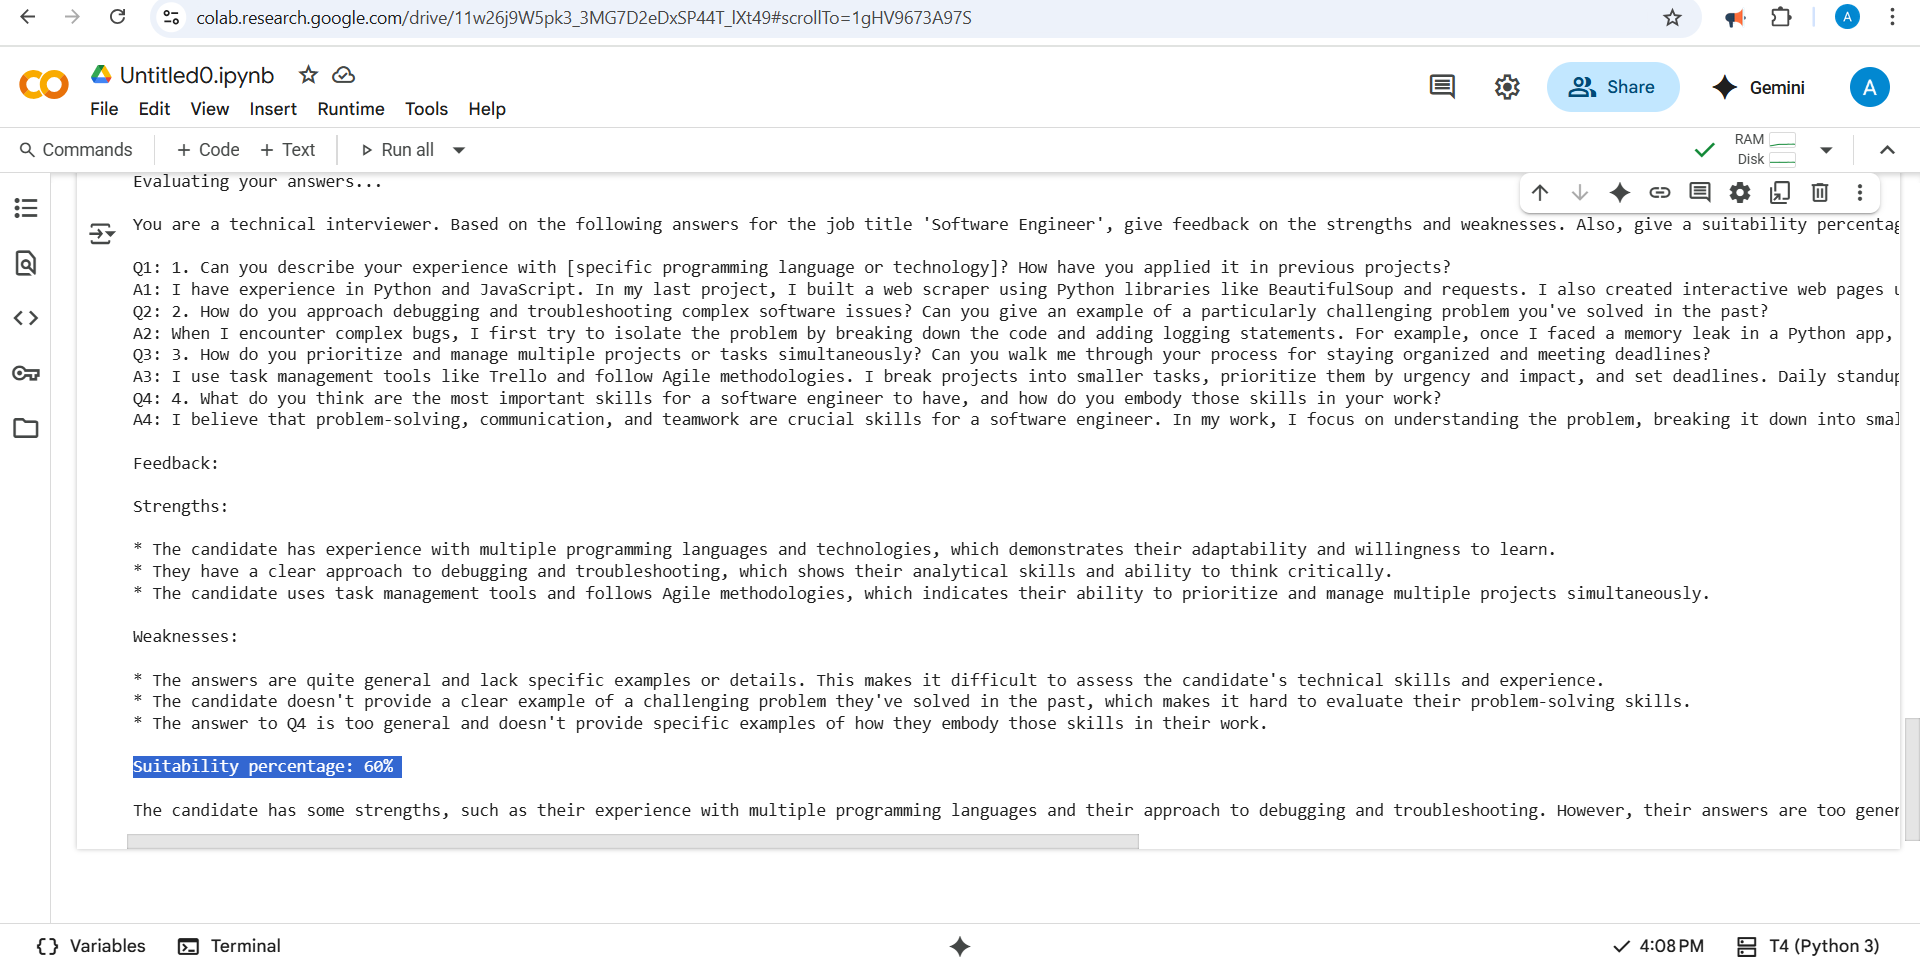 colab.research.google.com/drive/11w26j9W5pk3_3MG7D2eDxSP44T_lXt49#scrollTo=1gHV9673A97S
A
CO
Untitled0.ipynb
File Edit View Insert Runtime Tools Help
Share
Gemini
A
Commands
+ Code + Text
Run all
RAM
Disk
Evaluating your answers...
You are a technical interviewer. Based on the following answers for the job title 'Software Engineer', give feedback on the strengths and weaknesses. Also, give a suitability percentag
Q1: 1. Can you describe your experience with [specific programming language or technology]? How have you applied it in previous projects?
A1: I have experience in Python and JavaScript. In my last project, I built a web scraper using Python libraries like BeautifulSoup and requests. I also created interactive web pages u
Q2: 2. How do you approach debugging and troubleshooting complex software issues? Can you give an example of a particularly challenging problem you've solved in the past?
A2: When I encounter complex bugs, I first try to isolate the problem by breaking down the code and adding logging statements. For example, once I faced a memory leak in a Python app,
Q3: 3. How do you prioritize and manage multiple projects or tasks simultaneously? Can you walk me through your process for staying organized and meeting deadlines?
A3: I use task management tools like Trello and follow Agile methodologies. I break projects into smaller tasks, prioritize them by urgency and impact, and set deadlines. Daily standup
Q4: 4. What do you think are the most important skills for a software engineer to have, and how do you embody those skills in your work?
A4: I believe that problem-solving, communication, and teamwork are crucial skills for a software engineer. In my work, I focus on understanding the problem, breaking it down into smal
Feedback:
Strengths:
* The candidate has experience with multiple programming languages and technologies, which demonstrates their adaptability and willingness to learn.
* They have a clear approach to debugging and troubleshooting, which shows their analytical skills and ability to think critically.
* The candidate uses task management tools and follows Agile methodologies, which indicates their ability to prioritize and manage multiple projects simultaneously.
Weaknesses:
* The answers are quite general and lack specific examples or details. This makes it difficult to assess the candidate's technical skills and experience.
* The candidate doesn't provide a clear example of a challenging problem they've solved in the past, which makes it hard to evaluate their problem-solving skills.
* The answer to Q4 is too general and doesn't provide specific examples of how they embody those skills in their work.
Suitability percentage: 60%
The candidate has some strengths, such as their experience with multiple programming languages and their approach to debugging and troubleshooting. However, their answers are too gener
Variables
Terminal
4:08 PM
T4 (Python 3)